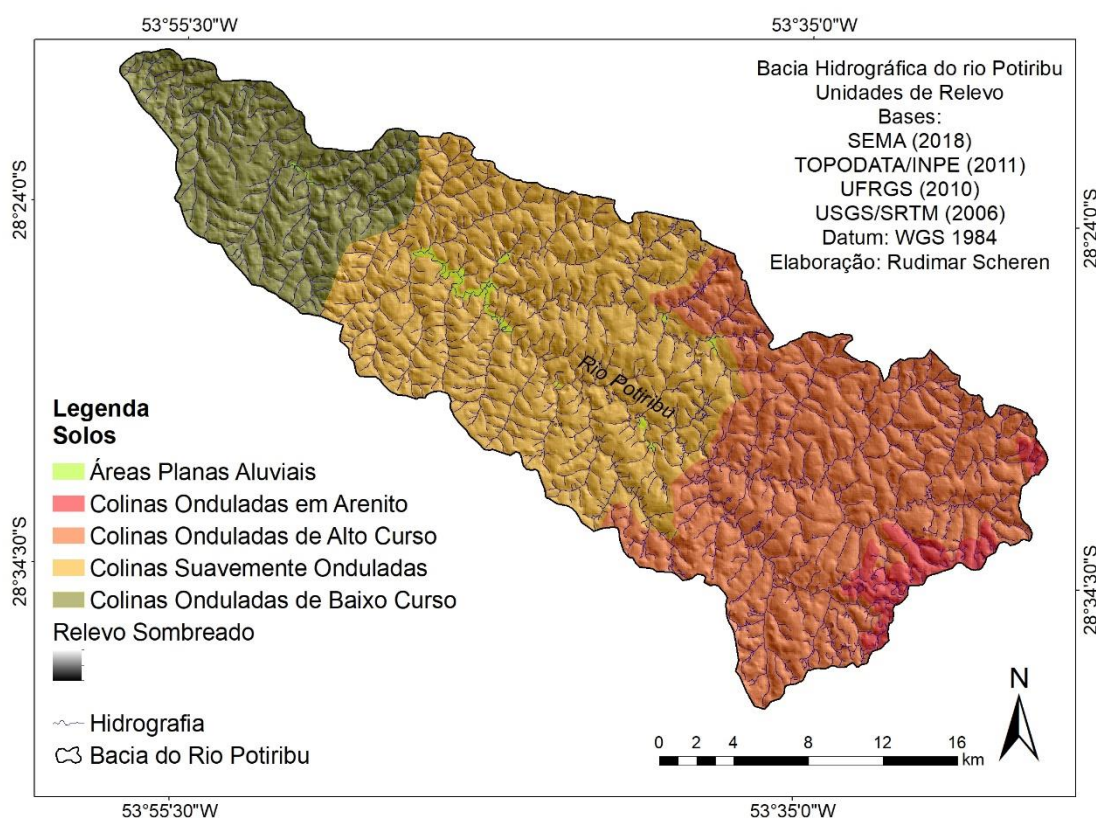 53°55'30"W
53°35'0"W
Bacia Hidrográfica do rio Potiribu
Unidades de Relevo
Bases:
SEMA (2018)
TOPODATA/INPE (2011)
UFRGS (2010)
USGS/SRTM (2006)
Datum: WGS 1984
Elaboração: Rudimar Scheren
28°24'0"S
28°24'0"S
Rio Potiribu
Legenda
Solos
Áreas Planas Aluviais
Colinas Onduladas em Arenito
Colinas Onduladas de Alto Curso
Colinas Suavemente Onduladas
Colinas Onduladas de Baixo Curso
Relevo Sombreado
Hidrografia
Bacia do Rio Potiribu
28°34'30"S
28°34'30"S
N
0 2 4 8 12 16
km
53°55'30"W
53°35'0"W